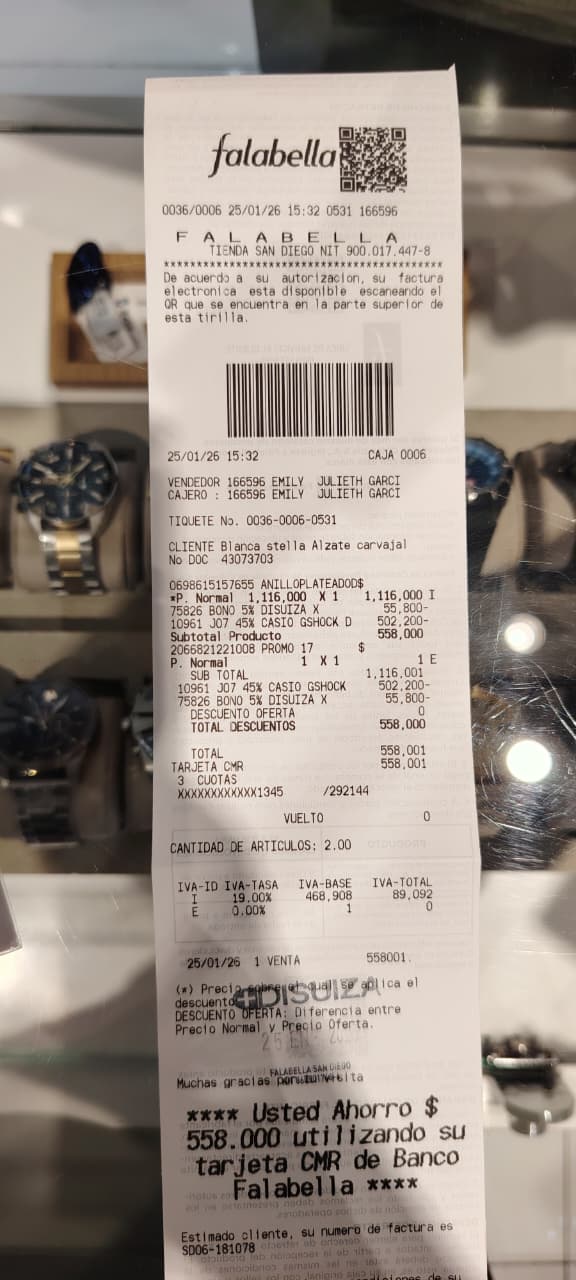 falabella
0036/0006 25/01/26 15:32 0531 166596
F A L A B E L L A
TIENDA SAN DIEGO NIT 900.017.447-8
******************************************
De acuerdo a su autorizacion, su factura
electronica esta disponible escaneando el
QR que se encuentra en la parte superior de
esta tirilla.
25/01/26 15:32 CAJA 0006
VENDEDOR 166596 EMILY JULIETH GARCI
CAJERO : 166596 EMILY JULIETH GARCI
TIQUETE No. 0036-0006-0531
CLIENTE Blanca stella Alzate carvajal
No DOC 43073703
0698615157655 ANILLOPLATEADOD$
*P. Normal 1,116,000 X 1 1,116,000 I
75826 BONO 5% DISUIZA X 55,800-
10961 JO7 45% CASIO GSHOCK D 502,200-
Subtotal Producto 558,000
2066821221008 PROMO 17 $
P. Normal 1 X 1 1 E
SUB TOTAL 1,116,001
10961 JO7 45% CASIO GSHOCK 502,200-
75826 BONO 5% DISUIZA X 55,800-
DESCUENTO OFERTA 0
TOTAL DESCUENTOS 558,000
TOTAL 558,001
TARJETA CMR 558,001
3 CUOTAS
XXXXXXXXXXXX1345 /292144
VUELTO 0
CANTIDAD DE ARTICULOS: 2.00
IVA-ID IVA-TASA IVA-BASE IVA-TOTAL
I 19.00% 468,908 89,092
E 0.00% 1 0
25/01/26 1 VENTA 558001.
(*) Precio sobre el cual se aplica el
descuento
DISUIZA
DESCUENTO OFERTA: Diferencia entre
Precio Normal y Precio Oferta.
FALABELLA SAN DIEGO
Muchas gracias por
**** Usted Ahorro $
558.000 utilizando su
tarjeta CMR de Banco
Falabella ****
Estimado cliente, su numero de factura es
SD06-181078